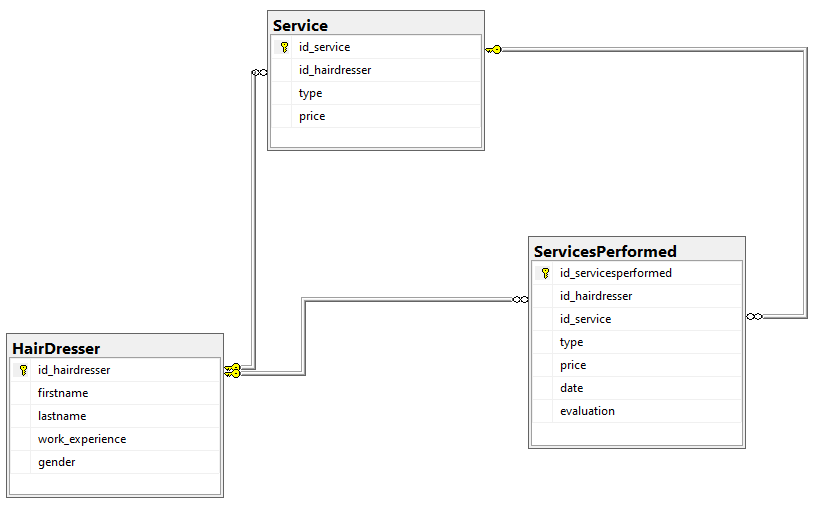 Service
id_service
id_hairdresser
type
price
ServicesPerformed
id_servicesperformed
id_hairdresser
id_service
type
price
date
evaluation
HairDresser
id_hairdresser
firstname
lastname
work_experience
gender